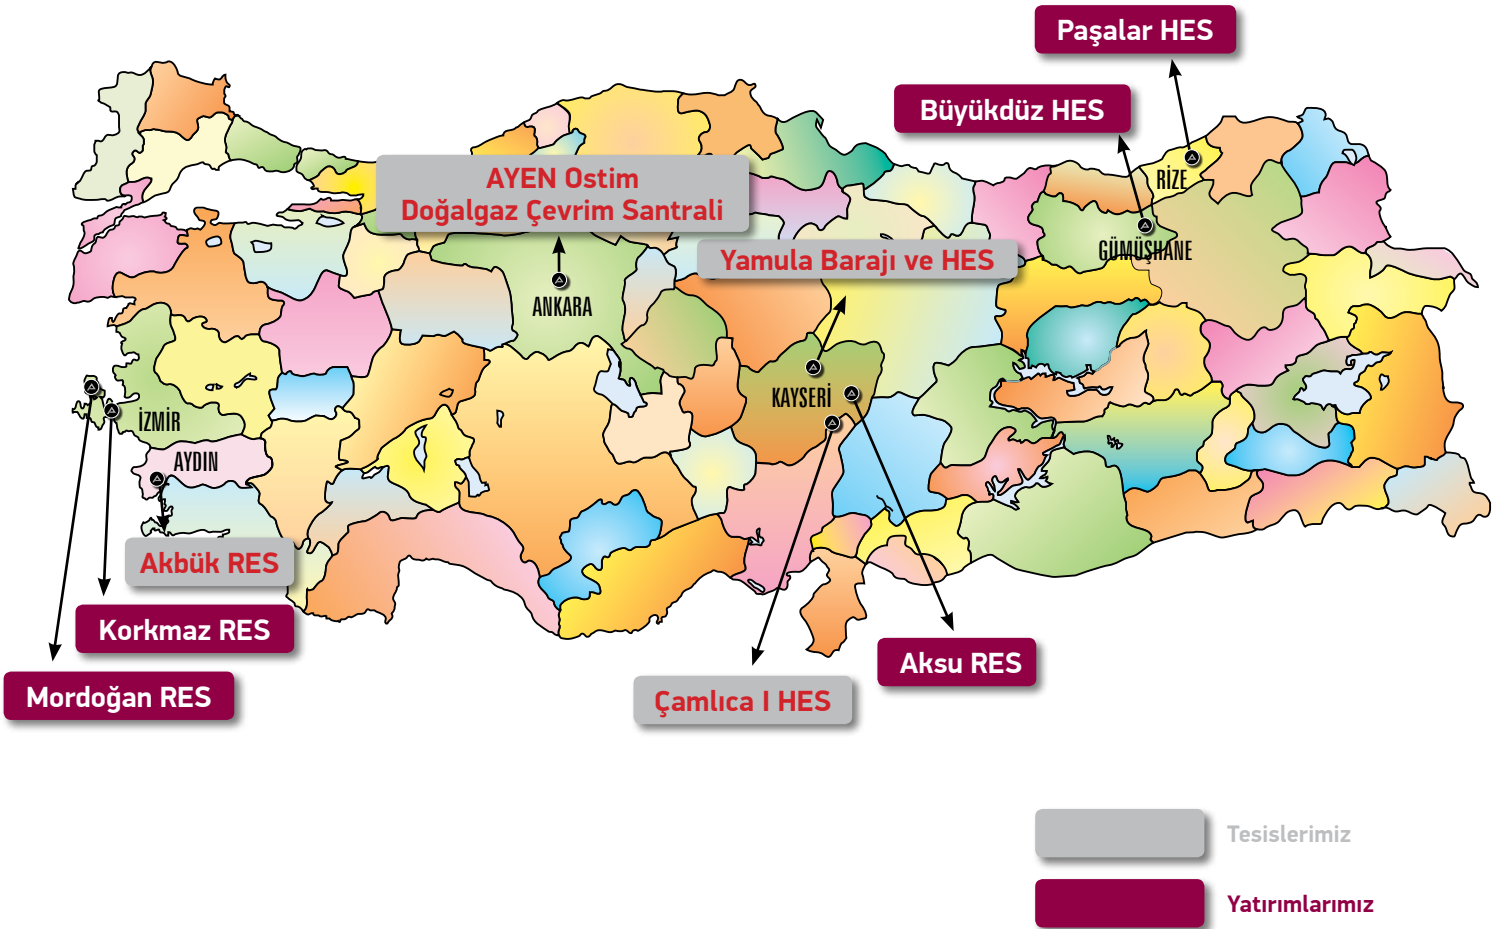 Paşalar HES
Büyükdüz HES
AYEN Ostim
Doğalgaz Çevrim Santrali
RİZE
GÜMÜŞHANE
Yamula Barajı ve HES
ANKARA
KAYSERİ
İZMİR
AYDIN
Akbük RES
Korkmaz RES
Mordoğan RES
Aksu RES
Çamlıca I HES
Tesislerimiz
Yatırımlarımız